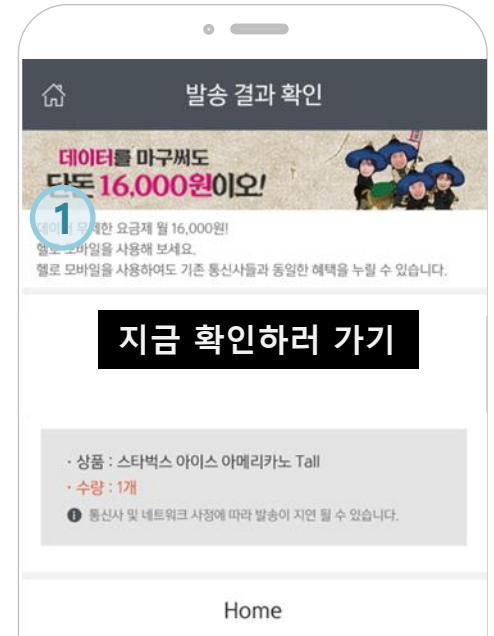 발송 결과 확인
데이터를 마구써도
단돈 16,000원이오!
1
데이터 무제한 요금제 월 16,000원!
헬로 모바일을 사용해 보세요.
헬로 모바일을 사용하여도 기존 통신사들과 동일한 혜택을 누릴 수 있습니다.
지금 확인하러 가기
· 상품 : 스타벅스 아이스 아메리카노 Tall
· 수량 : 1개
통신사 및 네트워크 사정에 따라 발송이 지연 될 수 있습니다.
Home